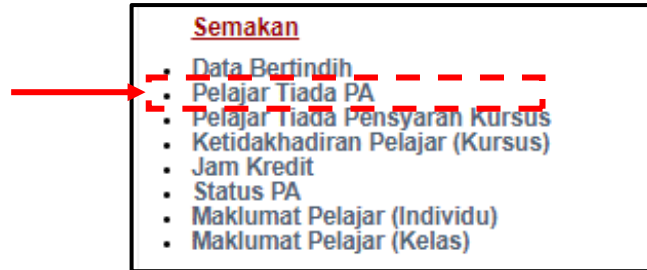 Semakan
Data Bertindih
Pelajar Tiada PA
Pelajar Tiada Pensyarah Kursus
Ketidakhadiran Pelajar (Kursus)
Jam Kredit
Status PA
Maklumat Pelajar (Individu)
Maklumat Pelajar (Kelas)